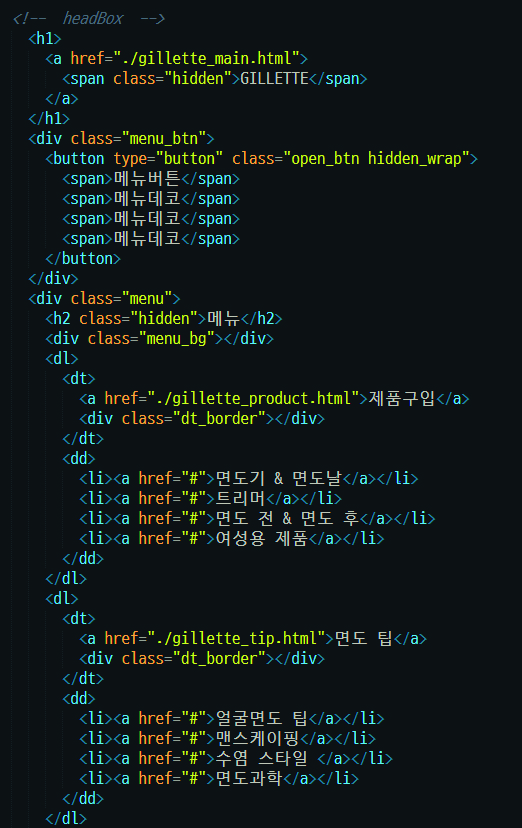 <!--  headBox  -->
<h1>
<a href="./gillette_main.html">
<span class="hidden">GILLETTE</span>
</a>
</h1>
<div class="menu_btn">
<button type="button" class="open_btn hidden_wrap">
<span>메뉴버튼</span>
<span>메뉴데코</span>
<span>메뉴데코</span>
<span>메뉴데코</span>
</button>
</div>
<div class="menu">
<h2 class="hidden">메뉴</h2>
<div class="menu_bg"></div>
<dl>
<dt>
<a href="./gillette_product.html">제품구입</a>
<div class="dt_border"></div>
</dt>
<dd>
<li><a href="#">면도기 & 면도날</a></li>
<li><a href="#">트리머</a></li>
<li><a href="#">면도 전 & 면도 후</a></li>
<li><a href="#">여성용 제품</a></li>
</dd>
</dl>
<dl>
<dt>
<a href="./gillette_tip.html">면도 팁</a>
<div class="dt_border"></div>
</dt>
<dd>
<li><a href="#">얼굴면도 팁</a></li>
<li><a href="#">맨스케이핑</a></li>
<li><a href="#">수염 스타일 </a></li>
<li><a href="#">면도과학</a></li>
</dd>
</dl>